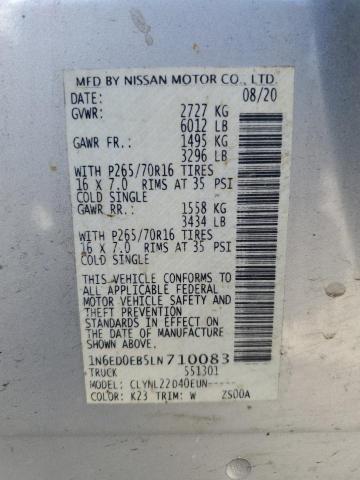 MFD BY NISSAN MOTOR CO., LTD.
DATE: 08/20
GVWR: 2727 KG
6012 LB
GAWR FR.: 1495 KG
3296 LB
WITH P265/70R16 TIRES
16 X 7.0 RIMS AT 35 PSI
COLD SINGLE
GAWR RR.: 1558 KG
3434 LB
WITH P265/70R16 TIRES
16 X 7.0 RIMS AT 35 PSI
COLD SINGLE
THIS VEHICLE CONFORMS TO
ALL APPLICABLE FEDERAL
MOTOR VEHICLE SAFETY AND
THEFT PREVENTION
STANDARDS IN EFFECT ON
THE DATE OF MANUFACTURE
SHOWN ABOVE.
1N6ED0EB5LN710083
TRUCK 551301
MODEL: CLYNL22D40EUN-----
COLOR: K23 TRIM: W ZS00A